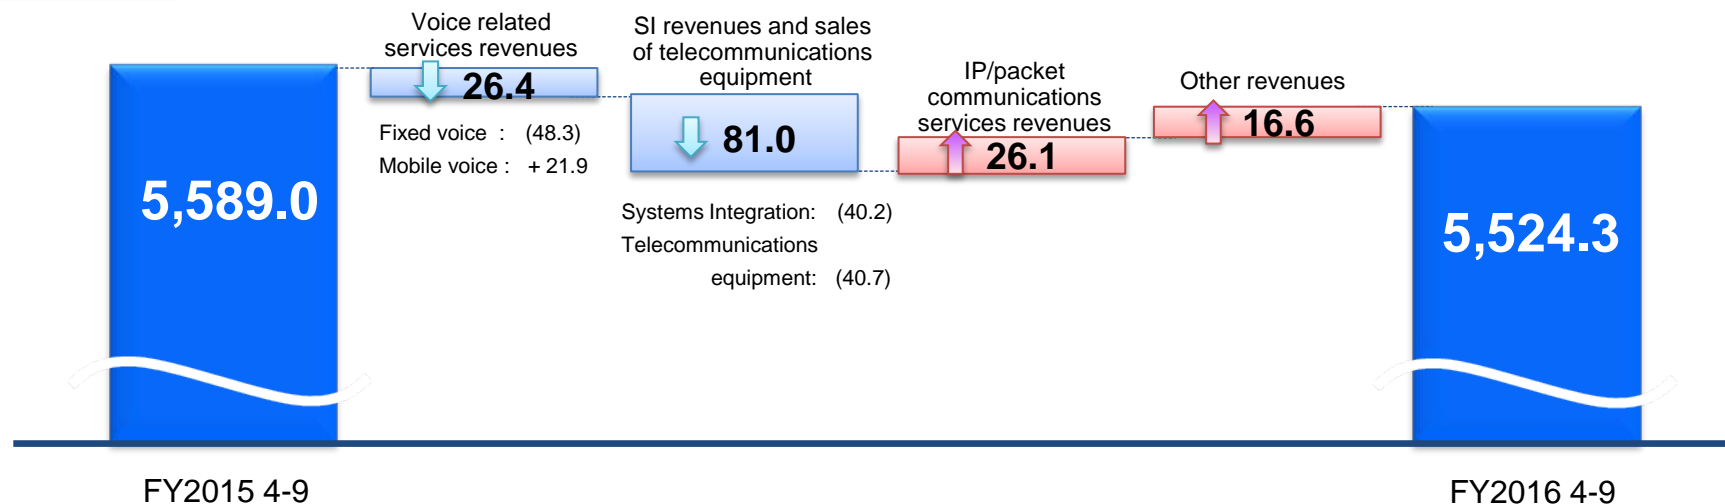 Voice related
services revenues
26.4
Fixed voice : (48.3)
Mobile voice : + 21.9
SI revenues and sales
of telecommunications
equipment
81.0
Systems Integration: (40.2)
Telecommunications
equipment: (40.7)
IP/packet
communications
services revenues
26.1
Other revenues
16.6
5,589.0
5,524.3
FY2015 4-9
FY2016 4-9